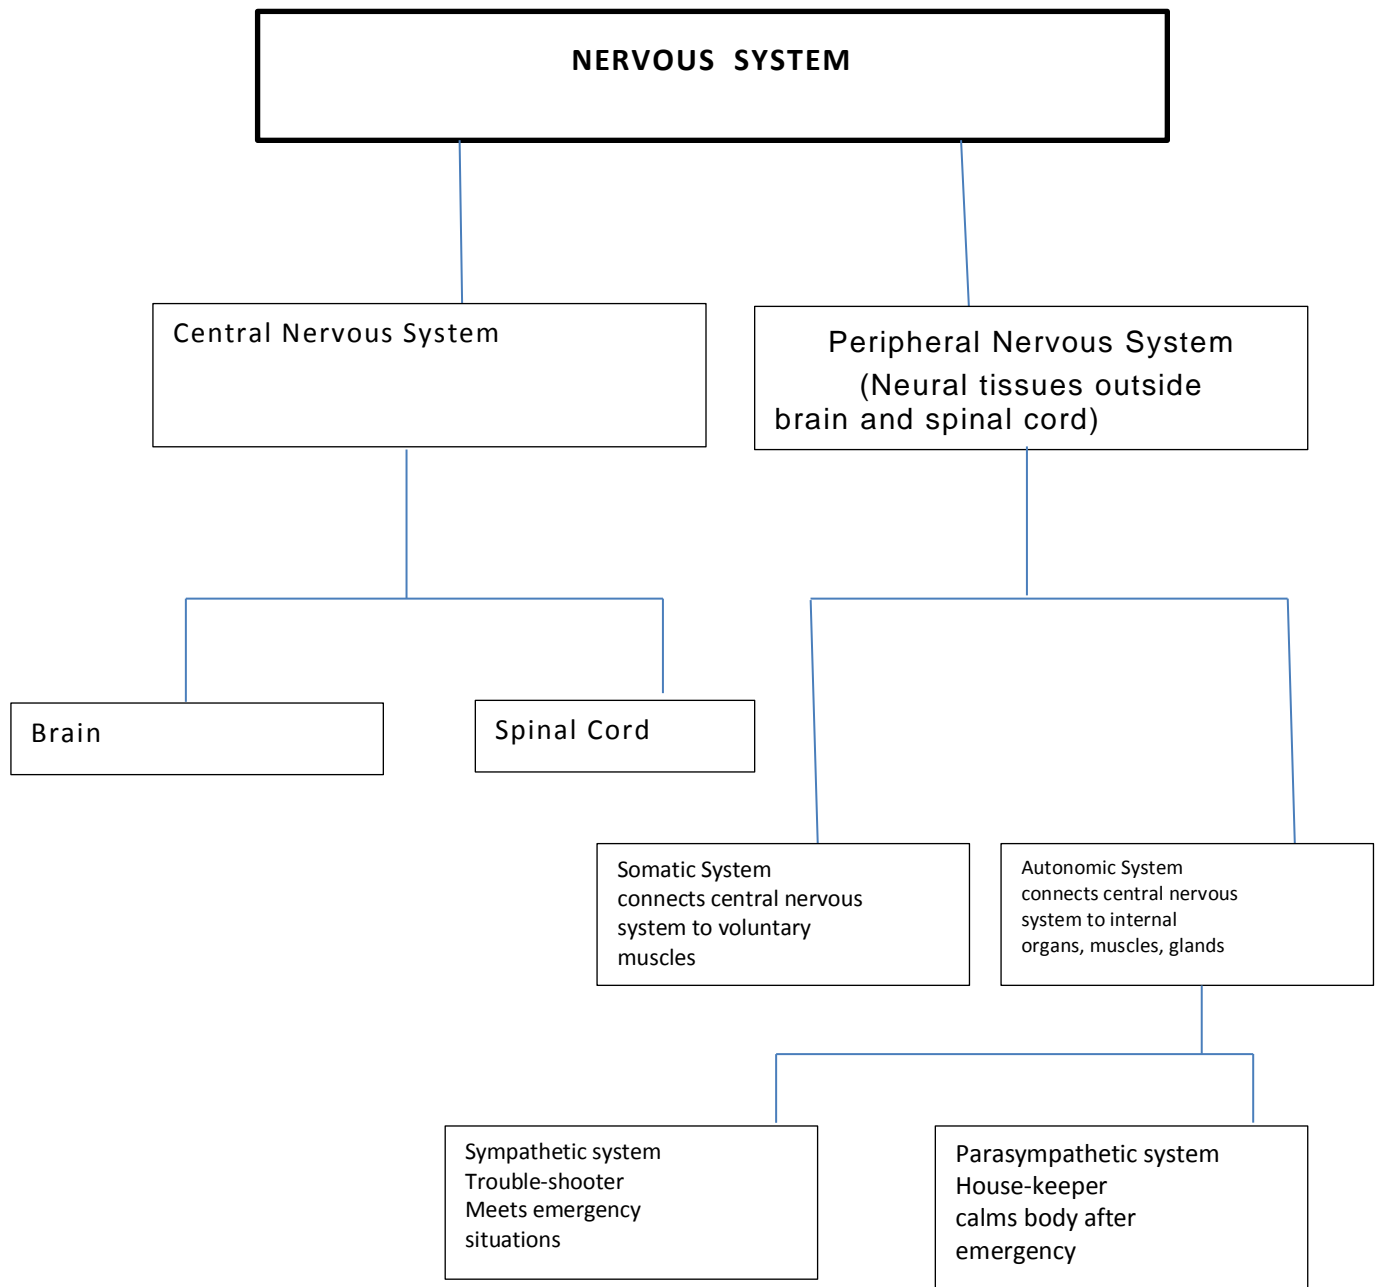 NERVOUS SYSTEM
Central Nervous System
Peripheral Nervous System
(Neural tissues outside
brain and spinal cord)
Brain
Spinal Cord
Somatic System
connects central nervous
system to voluntary
muscles
Autonomic System
connects central nervous
system to internal
organs, muscles, glands
Sympathetic system
Trouble-shooter
Meets emergency
situations
Parasympathetic system
House-keeper
calms body after
emergency